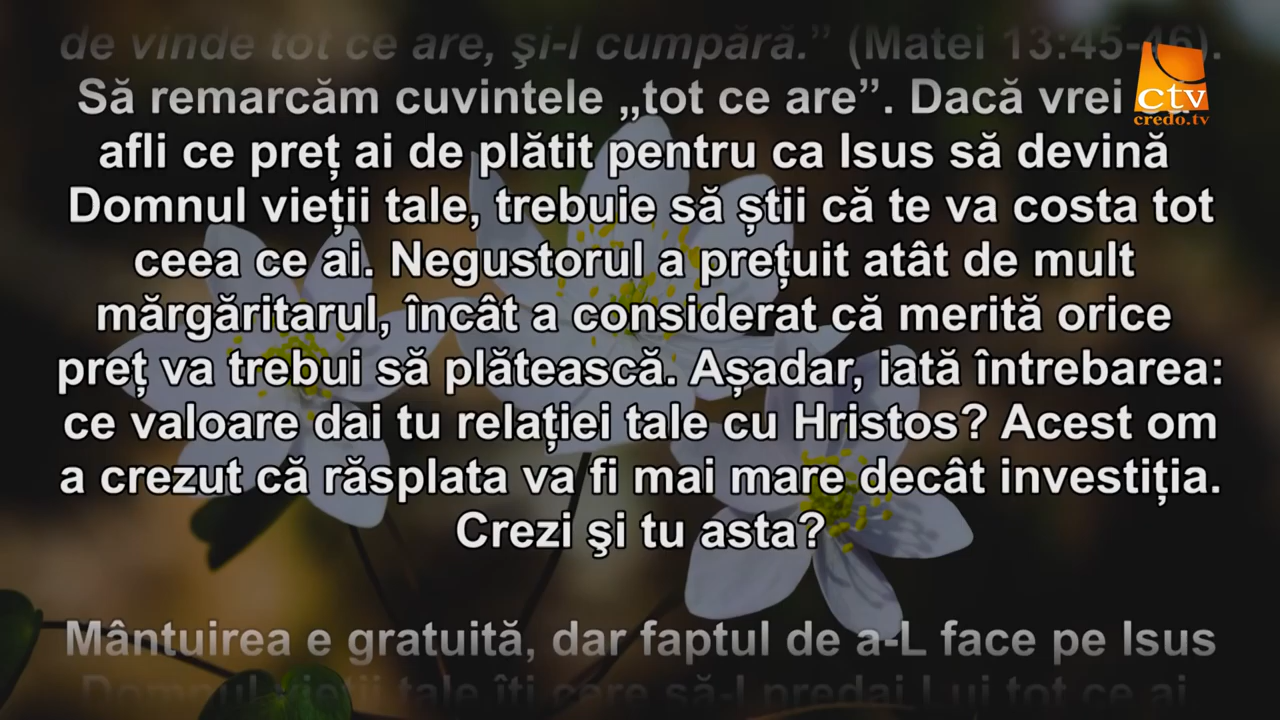 de vinde tot ce are, şi-l cumpără.” (Matei 13:45-46).
Să remarcăm cuvintele „tot ce are”. Dacă vrei
afli ce preț ai de plătit pentru ca Isus să devină
Domnul vieții tale, trebuie să știi că te va costa tot
ceea ce ai. Negustorul a prețuit atât de mult
mărgăritarul, încât a considerat că merită orice
preț va trebui să plătească. Așadar, iată întrebarea:
ce valoare dai tu relației tale cu Hristos? Acest om
a crezut că răsplata va fi mai mare decât investiția.
Crezi şi tu asta?
Mântuirea e gratuită, dar faptul de a-L face pe Isus
Domnul vieții tale îți cere să-I predai Lui tot ce ai
ctv
credo.tv